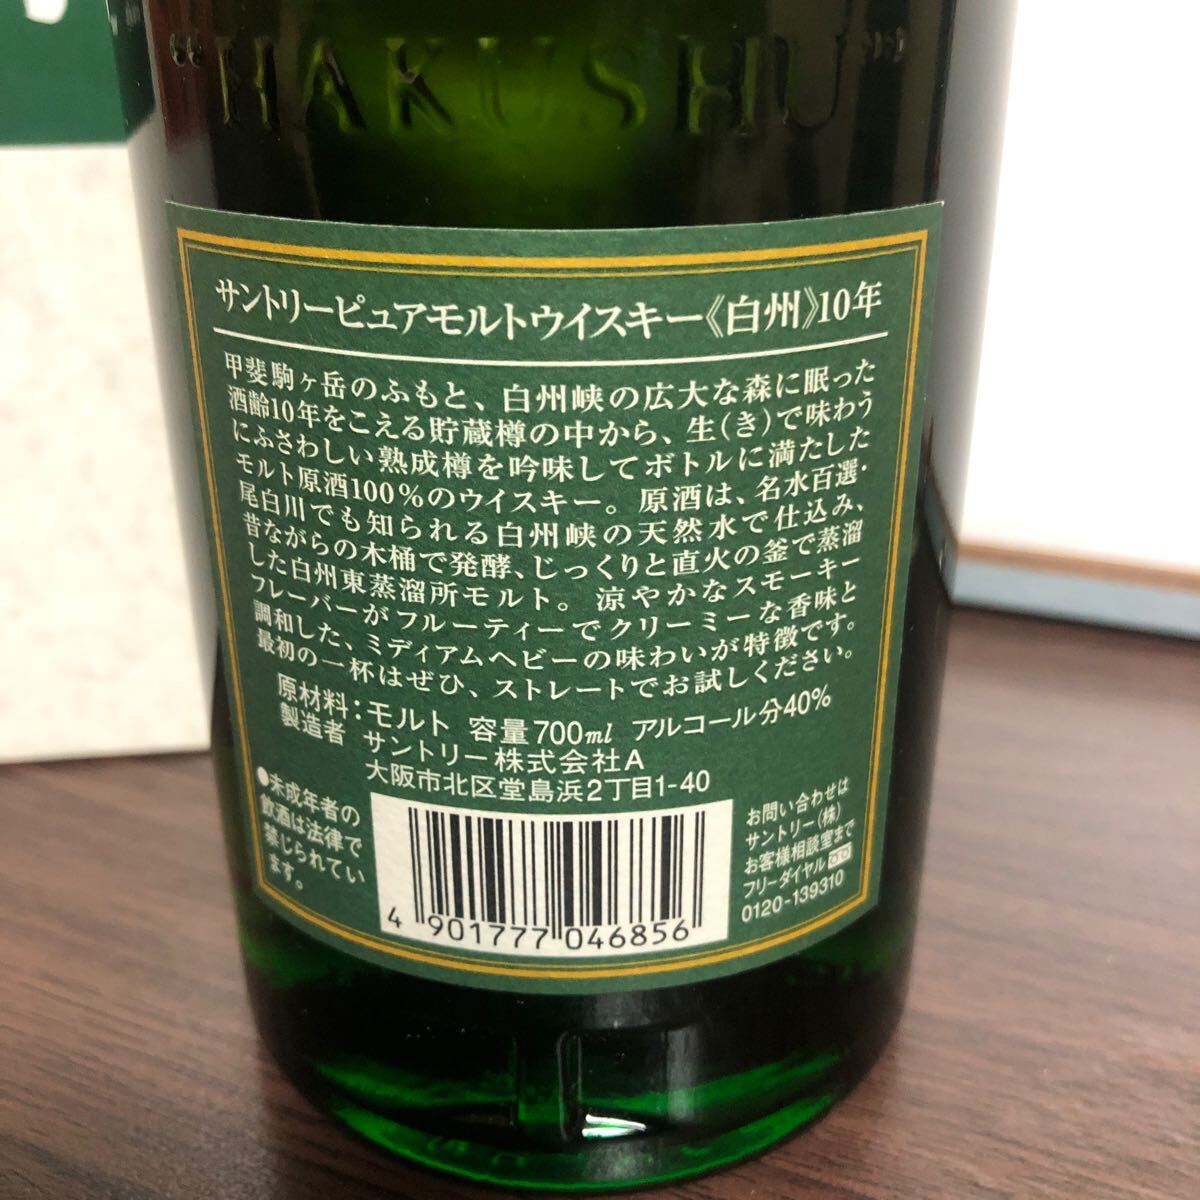 "HAKUSHU"
サントリーピュアモルトウイスキー《白州》10年
甲斐駒ヶ岳のふもと、白州峡の広大な森に眠った
酒齢10年をこえる貯蔵樽の中から、生(き)で味わう
にふさわしい熟成樽を吟味してボトルに満たした
モルト原酒100%のウイスキー。原酒は、名水百選・
尾白川でも知られる白州峡の天然水で仕込み、
昔ながらの木桶で発酵、じっくりと直火の釜で蒸溜
した白州東蒸溜所モルト。涼やかなスモーキー
フレーバーがフルーティーでクリーミーな香味と
調和した、ミディアムヘビーの味わいが特徴です。
最初の一杯はぜひ、ストレートでお試しください。
原材料：モルト 容量700ml アルコール分40%
製造者 サントリー株式会社A
大阪市北区堂島浜2丁目1-40
●未成年者の
飲酒は法律で
禁じられてい
ます。
4 901777 046856
お問い合わせは
サントリー(株)
お客様相談室まで
フリーダイヤル
0120-139310